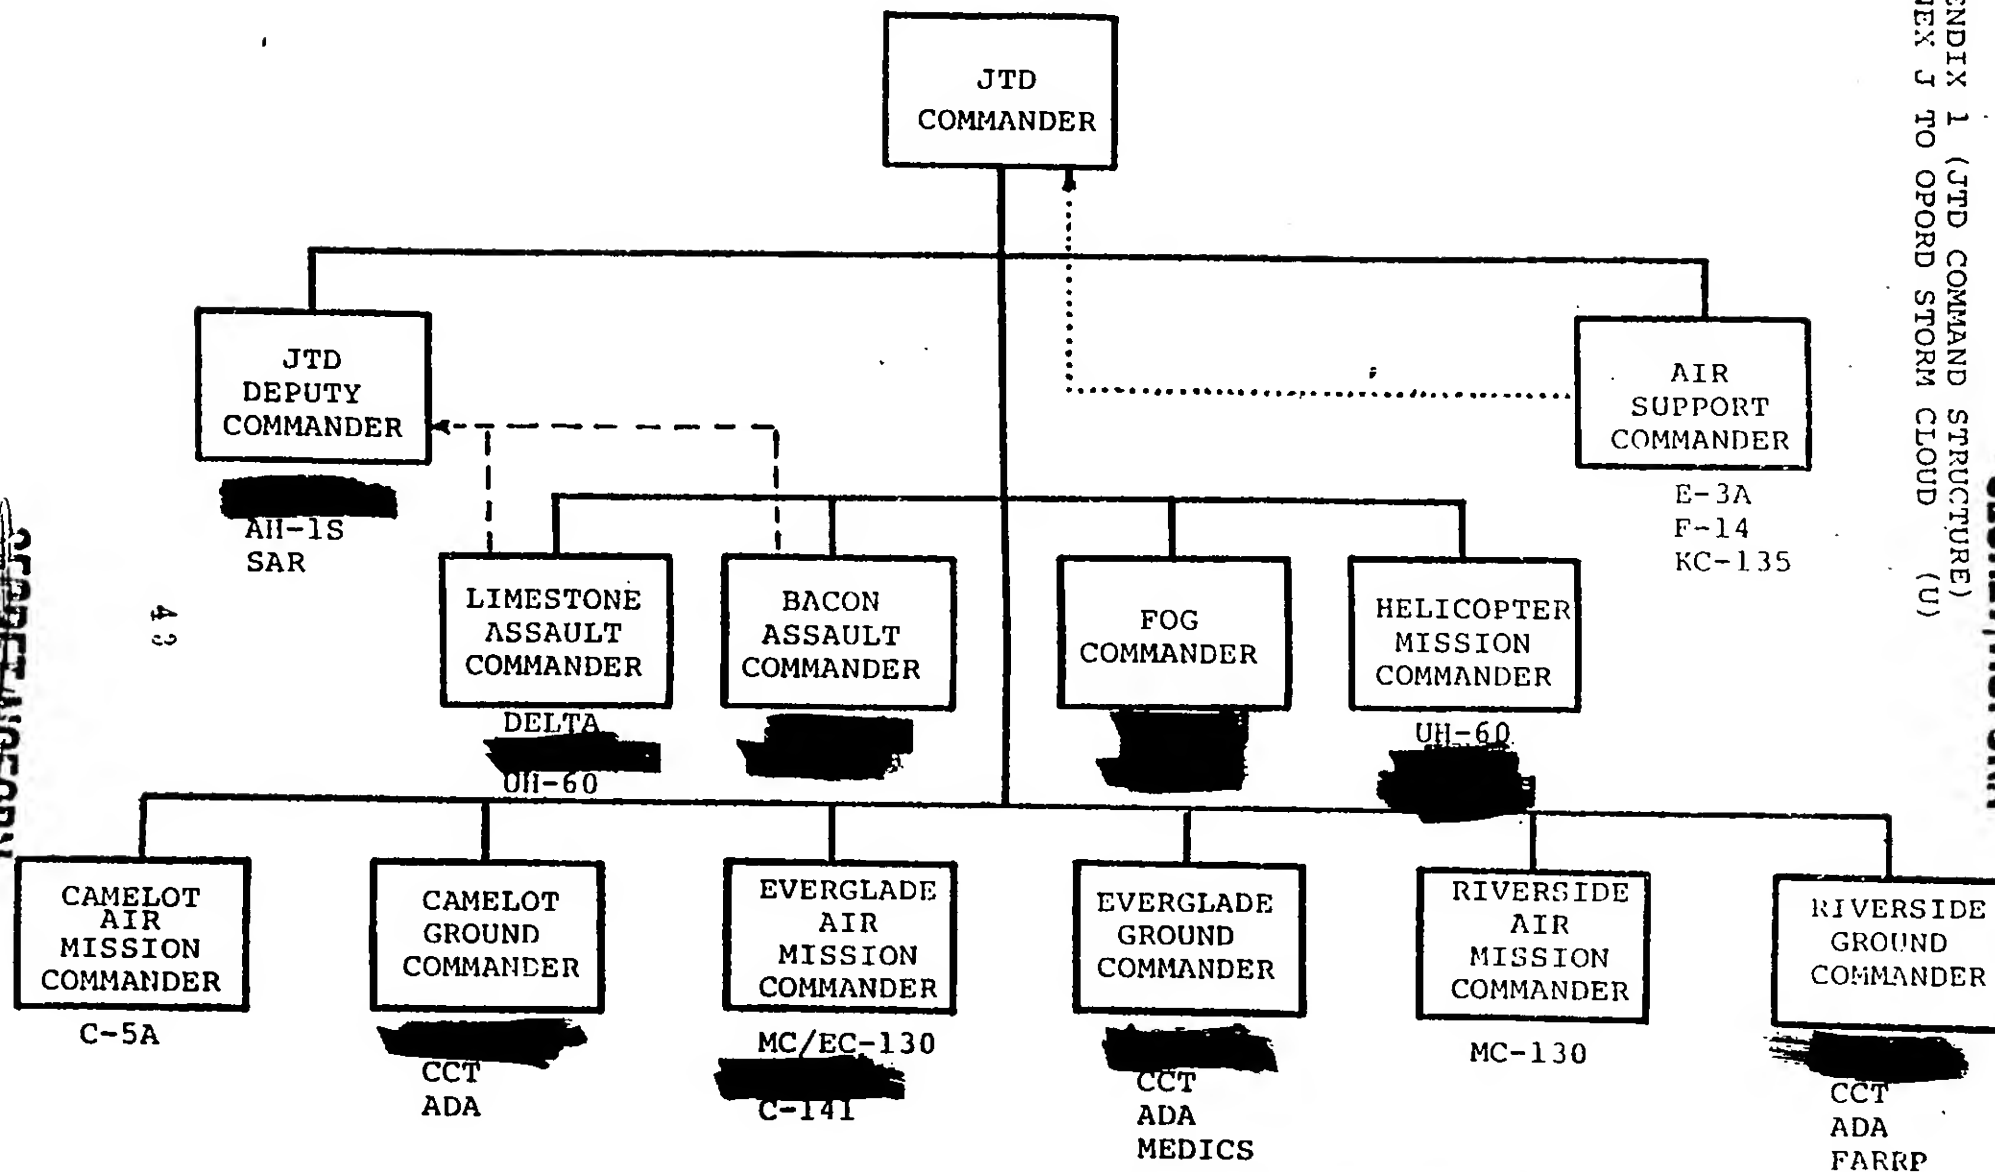 JTD
COMMANDER
ENDIX 1 (JTD COMMAND STRUCTURE)
NEX J TO OPORD STORM CLOUD (U)
JTD
DEPUTY
COMMANDER
AH-1S
SAR
AIR
SUPPORT
COMMANDER
E-3A
F-14
KC-135
LIMESTONE
ASSAULT
COMMANDER
DELTA
UH-60
BACON
ASSAULT
COMMANDER
FOG
COMMANDER
HELICOPTER
MISSION
COMMANDER
UH-60
43
CAMELOT
AIR
MISSION
COMMANDER
C-5A
CAMELOT
GROUND
COMMANDER
CCT
ADA
EVERGLADE
AIR
MISSION
COMMANDER
MC/EC-130
C-141
EVERGLADE
GROUND
COMMANDER
CCT
ADA
MEDICS
RIVERSIDE
AIR
MISSION
COMMANDER
MC-130
RIVERSIDE
GROUND
COMMANDER
CCT
ADA
FARRP